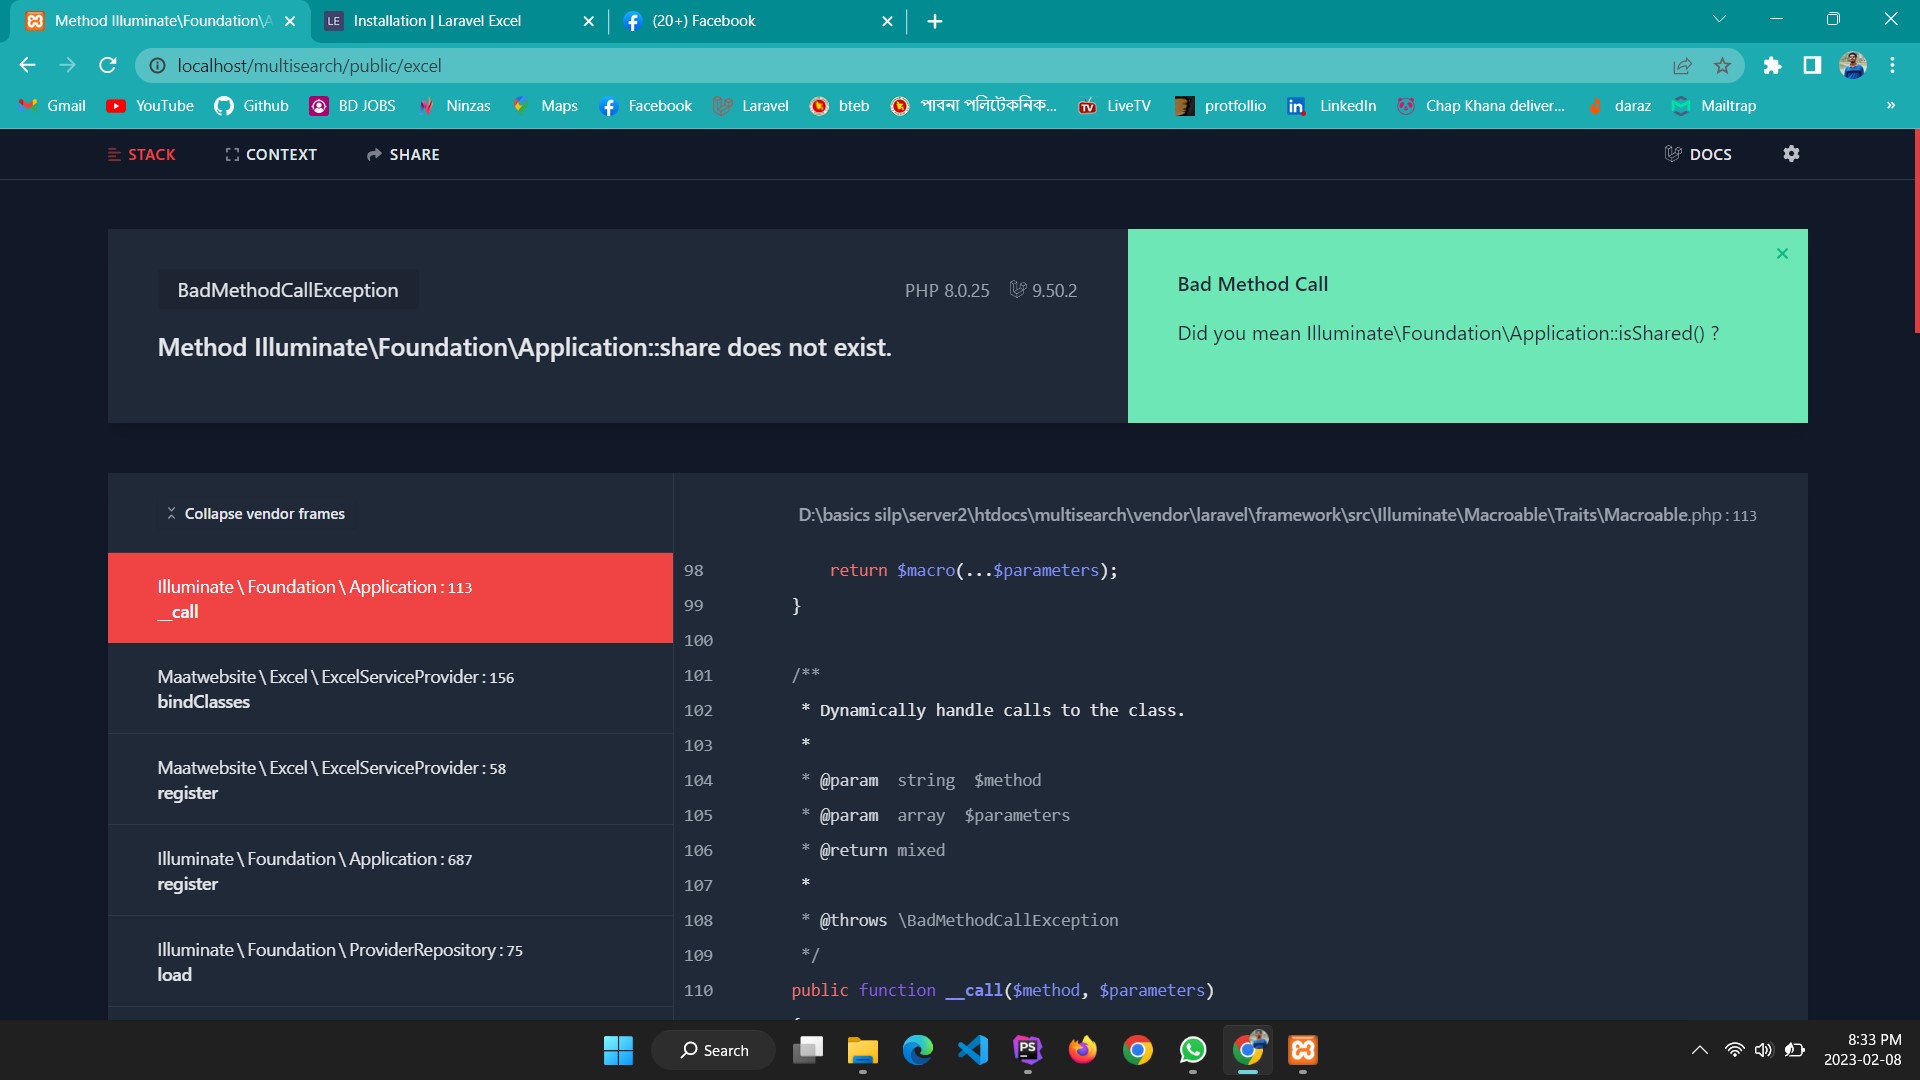 Method Illuminate\Foundation\A
Installation | Laravel Excel
(20+) Facebook
localhost/multisearch/public/excel
Gmail YouTube Github BD JOBS Ninzas Maps Facebook Laravel bteb পাবনা পলিটেকনিক... LiveTV protfollio LinkedIn Chap Khana deliver... daraz Mailtrap »
STACK CONTEXT SHARE DOCS
BadMethodCallException
PHP 8.0.25 9.50.2
Method Illuminate\Foundation\Application::share does not exist.
Bad Method Call
Did you mean Illuminate\Foundation\Application::isShared() ?
Collapse vendor frames
Illuminate \ Foundation \ Application : 113
__call
Maatwebsite \ Excel \ ExcelServiceProvider : 156
bindClasses
Maatwebsite \ Excel \ ExcelServiceProvider : 58
register
Illuminate \ Foundation \ Application : 687
register
Illuminate \ Foundation \ ProviderRepository : 75
load
D:\basics silp\server2\htdocs\multisearch\vendor\laravel\framework\src\Illuminate\Macroable\Traits\Macroable.php : 113
98 return $macro(...$parameters);
99 }
100
101 /**
102 * Dynamically handle calls to the class.
103 *
104 * @param string $method
105 * @param array $parameters
106 * @return mixed
107 *
108 * @throws \BadMethodCallException
109 */
110 public function __call($method, $parameters)
Search
8:33 PM
2023-02-08